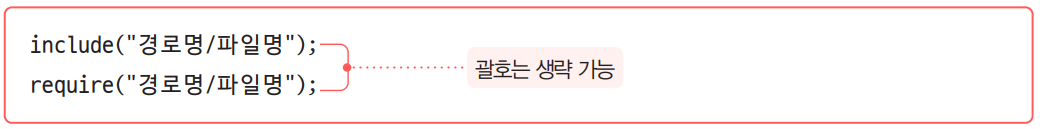 include("경로명/파일명");
require("경로명/파일명");
괄호는 생략 가능